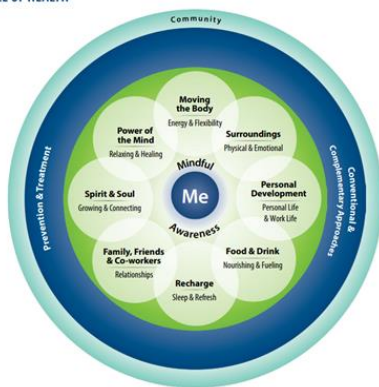 Community
Moving
the Body
Energy & Flexibility
Surroundings
Physical & Emotional
Personal
Development
Personal Life
& Work Life
Food & Drink
Nourishing & Fueling
Recharge
Sleep & Refresh
Family, Friends
& Co-workers
Relationships
Spirit & Soul
Growing & Connecting
Power of
the Mind
Relaxing & Healing
Mindful
Me
Awareness
Prevention & Treatment
Conventional &
Complementary Approaches